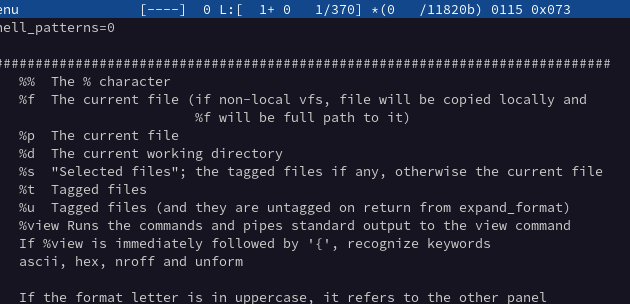 enu [----] 0 L:[ 1+ 0 1/370] *(0 /11820b) 0115 0x073
hell_patterns=0
################################################################################
%% The % character
%f The current file (if non-local vfs, file will be copied locally and
%f will be full path to it)
%p The current file
%d The current working directory
%s "Selected files"; the tagged files if any, otherwise the current file
%t Tagged files
%u Tagged files (and they are untagged on return from expand_format)
%view Runs the commands and pipes standard output to the view command
If %view is immediately followed by '{', recognize keywords
ascii, hex, nroff and unform
If the format letter is in uppercase, it refers to the other panel